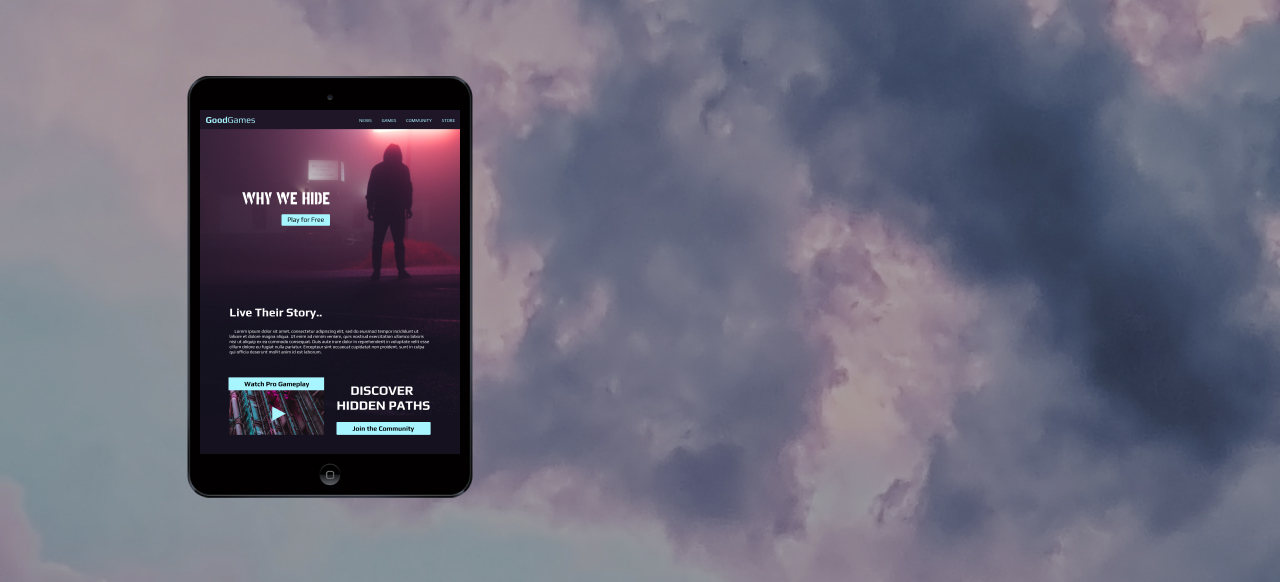 GoodGames
NEWS GAMES COMMUNITY STORE
WHY WE HIDE
Play for Free
Live Their Story..
Lorem ipsum dolor sit amet, consectetur adipiscing elit, sed do eiusmod tempor incididunt ut
labore et dolore magna aliqua. Ut enim ad minim veniam, quis nostrud exercitation ullamco laboris
nisi ut aliquip ex ea commodo consequat. Duis aute irure dolor in reprehenderit in voluptate velit esse
cillum dolore eu fugiat nulla pariatur. Excepteur sint occaecat cupidatat non proident, sunt in culpa
qui officia deserunt mollit anim id est laborum.
Watch Pro Gameplay
DISCOVER
HIDDEN PATHS
Join the Community